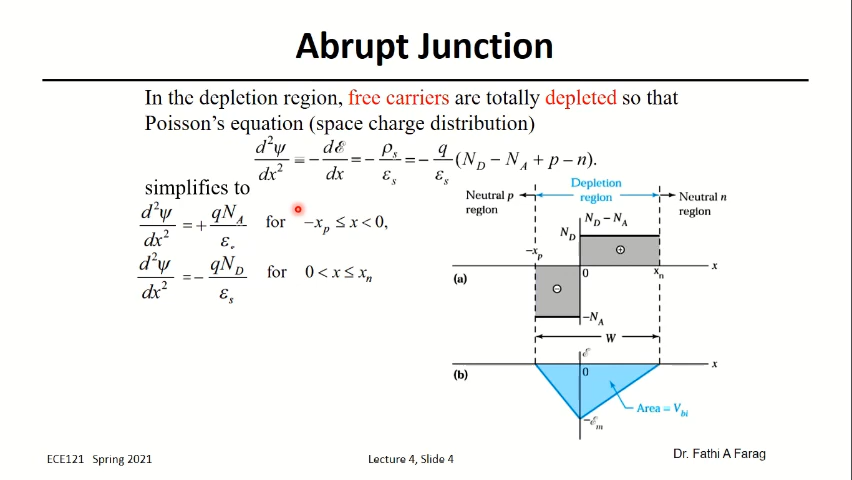 Abrupt Junction
In the depletion region, free carriers are totally depleted so that
Poisson's equation (space charge distribution)
d²ψ/dx² = −dℰ/dx = −ρₛ/εₛ = −q/εₛ (N_D − N_A + p − n).
simplifies to
d²ψ/dx² = + qN_A/εₛ for −x_p ≤ x < 0,
d²ψ/dx² = − qN_D/εₛ for 0 < x ≤ x_n
Neutral p region
Depletion region
Neutral n region
N_D − N_A
N_D
−x_p
0
x_n
x
(a)
−N_A
W
ℰ
0
x
(b)
Area = V_bi
−ℰ_m
ECE121 Spring 2021
Lecture 4, Slide 4
Dr. Fathi A Farag